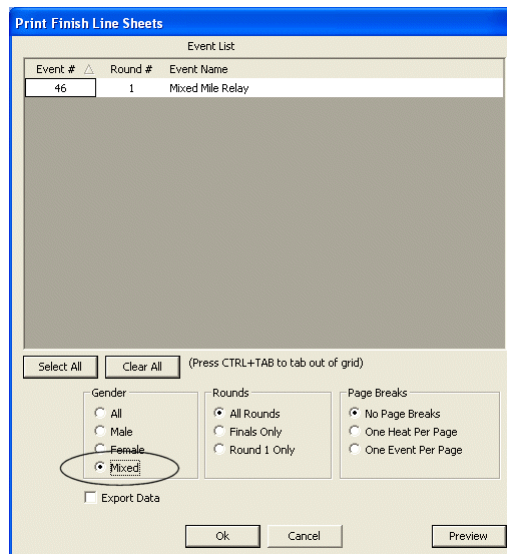 Print Finish Line Sheets
Event List
Event # Round # Event Name
46 1 Mixed Mile Relay
Select All Clear All (Press CTRL+TAB to tab out of grid)
Gender Rounds Page Breaks
All All Rounds No Page Breaks
Male Finals Only One Heat Per Page
Female Round 1 Only One Event Per Page
Mixed
Export Data
Ok Cancel Preview